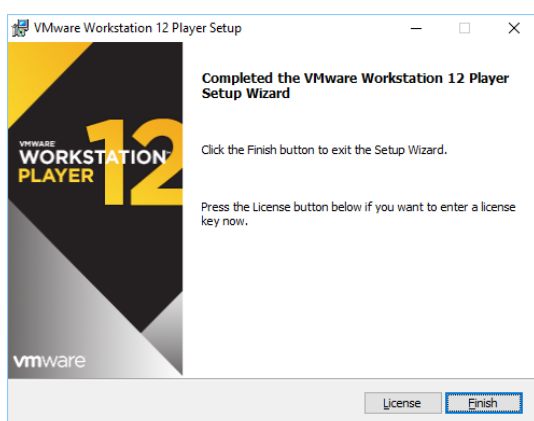 VMware Workstation 12 Player Setup
Completed the VMware Workstation 12 Player
Setup Wizard
Click the Finish button to exit the Setup Wizard.
Press the License button below if you want to enter a license
key now.
VMWARE
WORKSTATION™
PLAYER
12
vmware
License
Finish